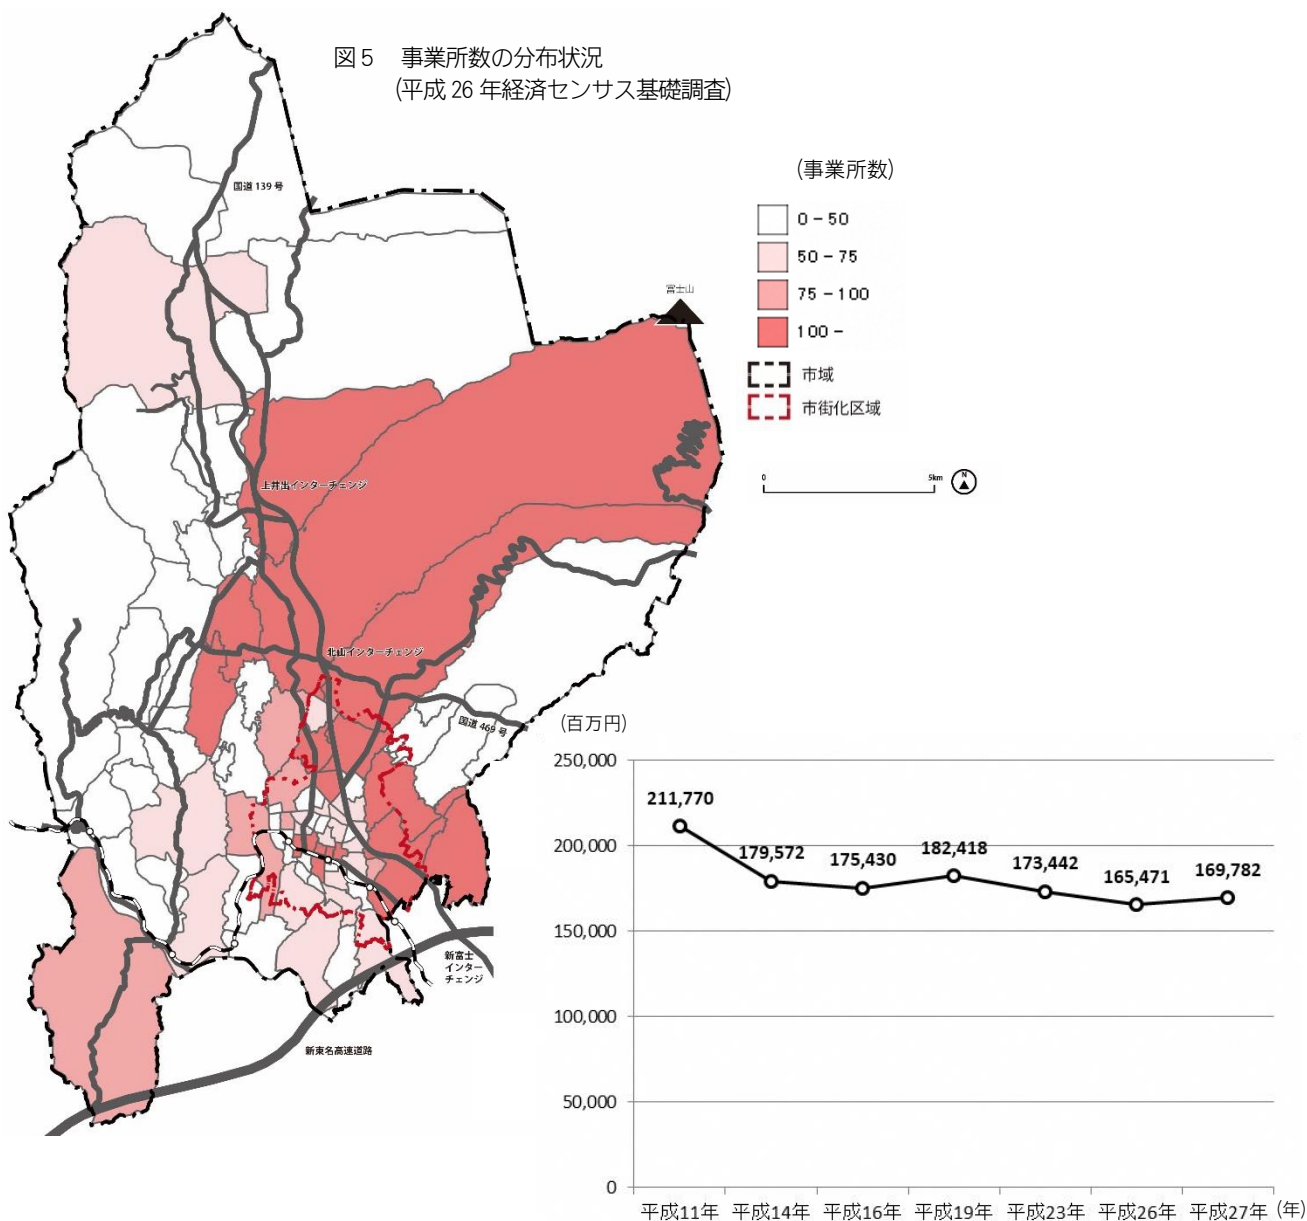 図5 事業所数の分布状況
(平成 26 年経済センサス基礎調査)
国道 139 号
(事業所数)
0 - 50
50 - 75
75 - 100
100 -
市域
市街化区域
富士山
0 5km
N
上井出インターチェンジ
北山インターチェンジ
国道 469 号
新富士
インター
チェンジ
新東名高速道路
(百万円)
250,000
200,000
150,000
100,000
50,000
0
211,770
179,572
175,430
182,418
173,442
165,471
169,782
平成11年 平成14年 平成16年 平成19年 平成23年 平成26年 平成27年 (年)